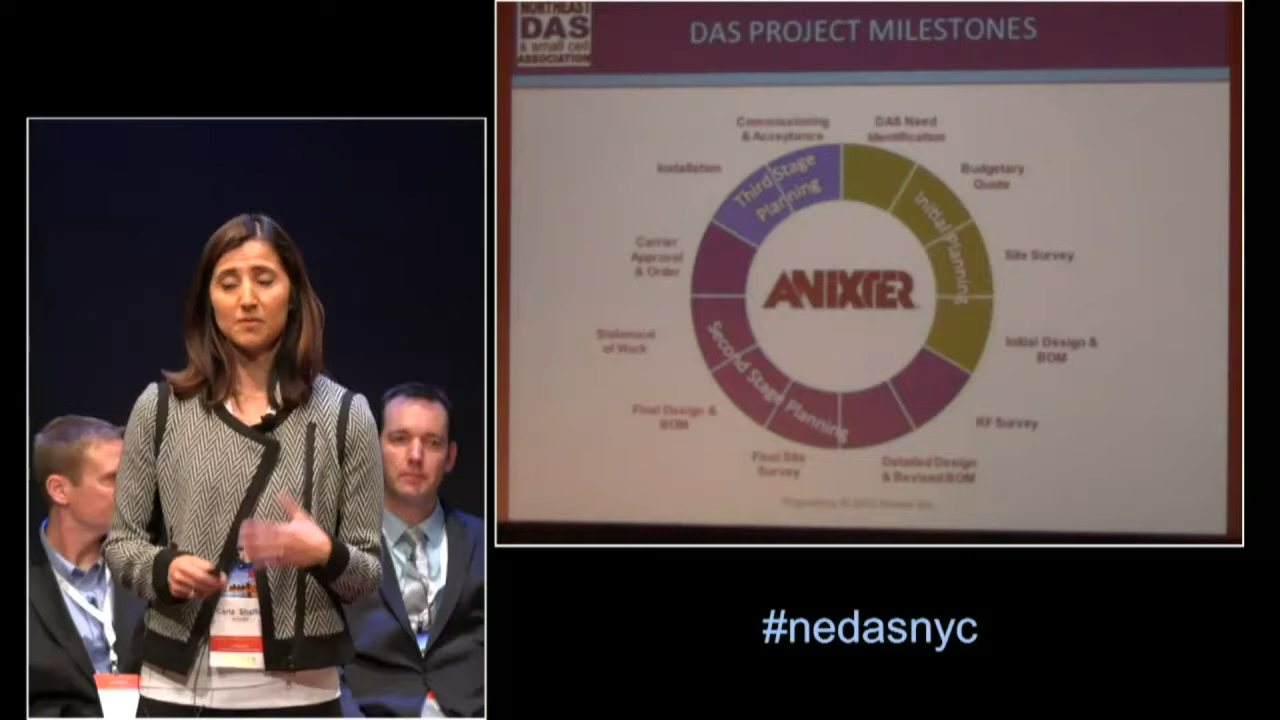 NORTHEAST
DAS
& small cell
ASSOCIATION
DAS PROJECT MILESTONES
Commissioning
& Acceptance
DAS Need
Identification
Installation
Budgetary
Quote
Third Stage
Planning
Initial Planning
Carrier
Approval
& Order
Site Survey
ANIXTER
Statement
of Work
Initial Design &
BOM
Second Stage Planning
Final Design &
BOM
RF Survey
Final Site
Survey
Detailed Design
& Revised BOM
#nedasnyc